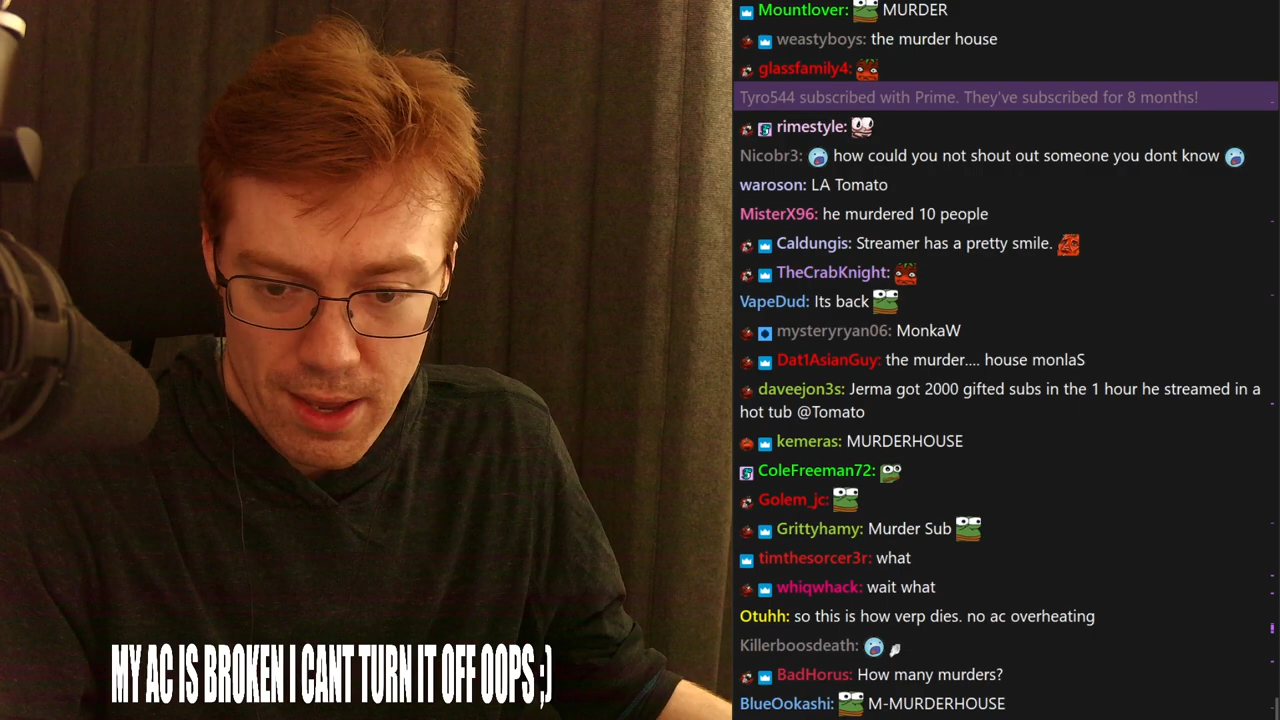 Mountlover: MURDER
weastyboys: the murder house
glassfamily4:
Tyro544 subscribed with Prime. They've subscribed for 8 months!
rimestyle:
Nicobr3: how could you not shout out someone you dont know
waroson: LA Tomato
MisterX96: he murdered 10 people
Caldungis: Streamer has a pretty smile.
TheCrabKnight:
VapeDud: Its back
mysteryryan06: MonkaW
Dat1AsianGuy: the murder.... house monlaS
daveejon3s: Jerma got 2000 gifted subs in the 1 hour he streamed in a
hot tub @Tomato
kemeras: MURDERHOUSE
ColeFreeman72:
Golem_jc:
Grittyhamy: Murder Sub
timthesorcer3r: what
whiqwhack: wait what
Otuhh: so this is how verp dies. no ac overheating
Killerboosdeath:
BadHorus: How many murders?
BlueOokashi: M-MURDERHOUSE
MY AC IS BROKEN I CANT TURN IT OFF OOPS ;)